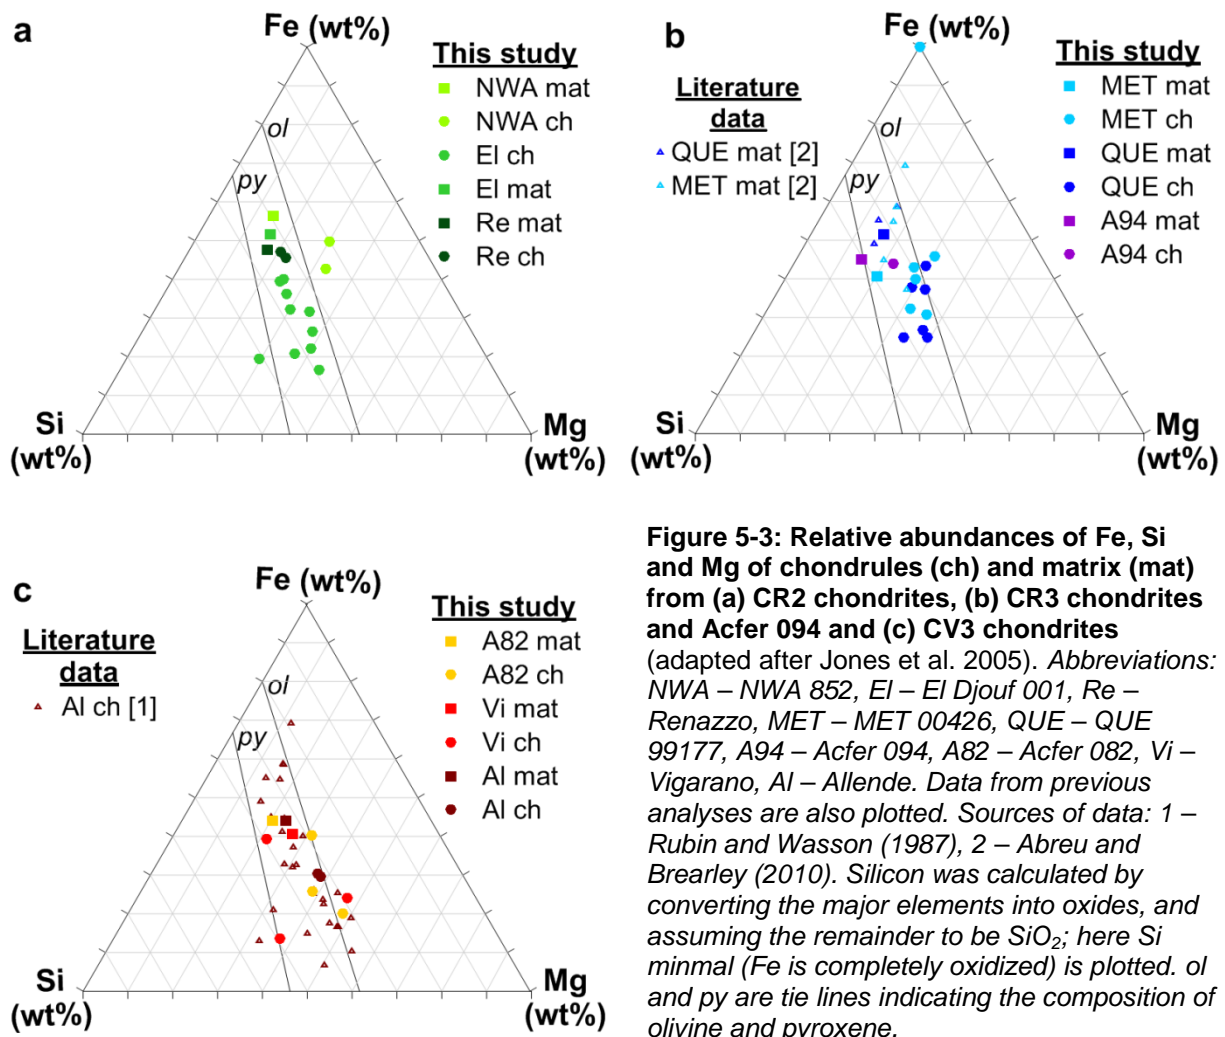 a
Fe (wt%)
This study
NWA mat
NWA ch
El ch
El mat
Re mat
Re ch
ol
py
Si
(wt%)
Mg
(wt%)
b
Fe (wt%)
Literature
data
QUE mat [2]
MET mat [2]
This study
MET mat
MET ch
QUE mat
QUE ch
A94 mat
A94 ch
ol
py
Si
(wt%)
Mg
(wt%)
c
Fe (wt%)
Literature
data
Al ch [1]
This study
A82 mat
A82 ch
Vi mat
Vi ch
Al mat
Al ch
ol
py
Si
(wt%)
Mg
(wt%)
Figure 5-3: Relative abundances of Fe, Si
and Mg of chondrules (ch) and matrix (mat)
from (a) CR2 chondrites, (b) CR3 chondrites
and Acfer 094 and (c) CV3 chondrites
(adapted after Jones et al. 2005). Abbreviations:
NWA – NWA 852, El – El Djouf 001, Re –
Renazzo, MET – MET 00426, QUE – QUE
99177, A94 – Acfer 094, A82 – Acfer 082, Vi –
Vigarano, Al – Allende. Data from previous
analyses are also plotted. Sources of data: 1 –
Rubin and Wasson (1987), 2 – Abreu and
Brearley (2010). Silicon was calculated by
converting the major elements into oxides, and
assuming the remainder to be SiO₂; here Si
minmal (Fe is completely oxidized) is plotted. ol
and py are tie lines indicating the composition of
olivine and pyroxene.